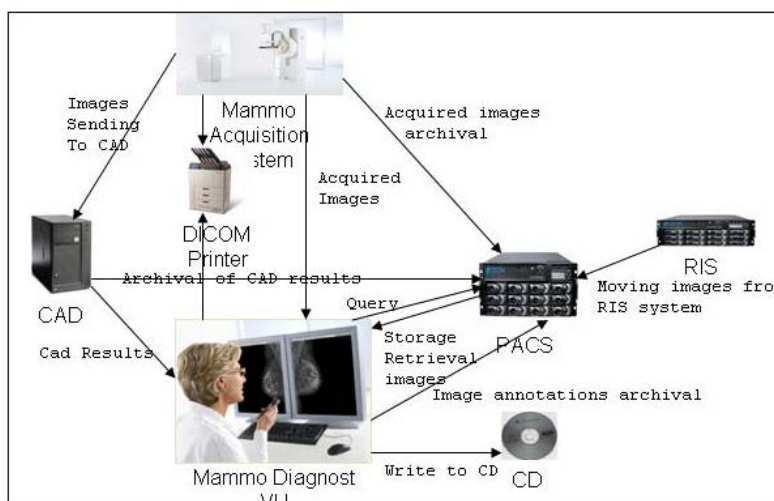 Images
Sending
To CAD
Mammo
Acquisition
stem
Acquired images
archival
Acquired
Images
DICOM
Printer
RIS
Moving images fro
RIS system
Archival of CAD results
CAD
Query
PACS
Cad Results
Storage
Retrieval
images
Image annotations archival
Write to CD
CD
Mammo Diagnost